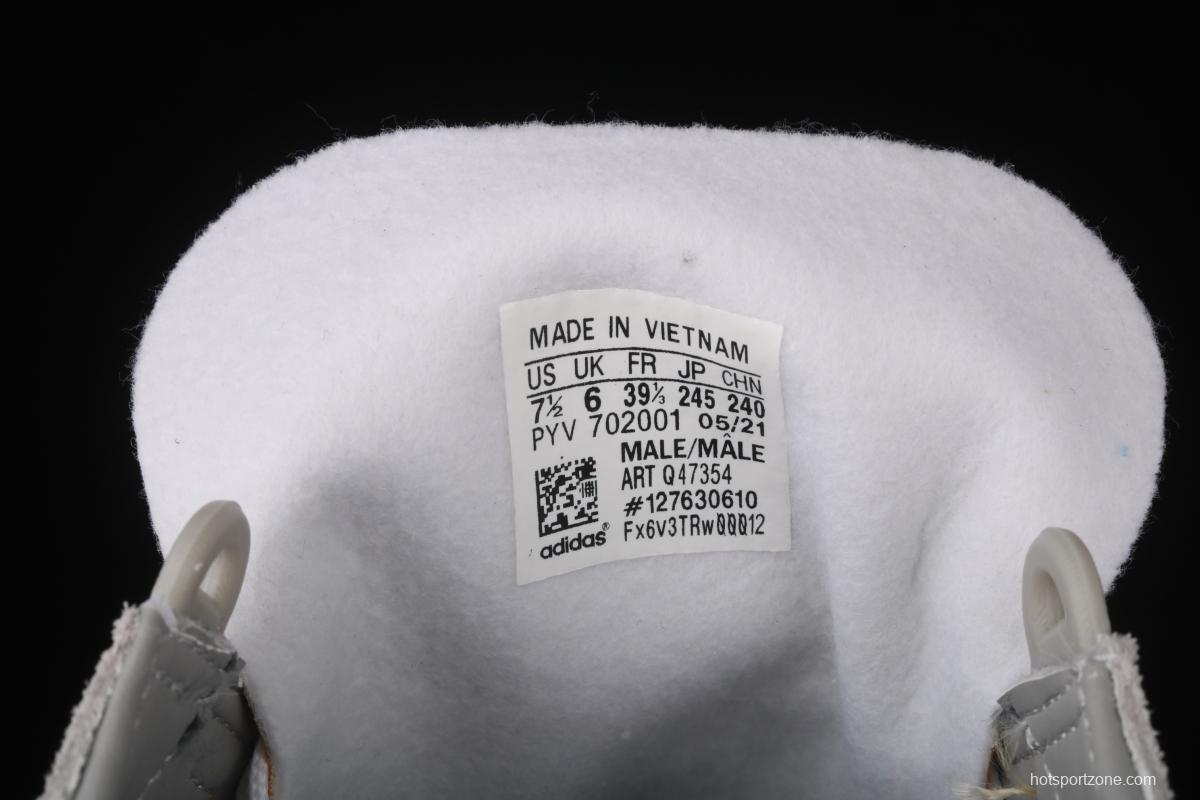 MADE IN VIETNAM
US UK FR JP CHN
7½ 6 39⅓ 245 240
PYV 702001 05/21
MALE/MÂLE
ART Q47354
#127630610
Fx6V3TRw00012
adidas®
hotsportzone.com